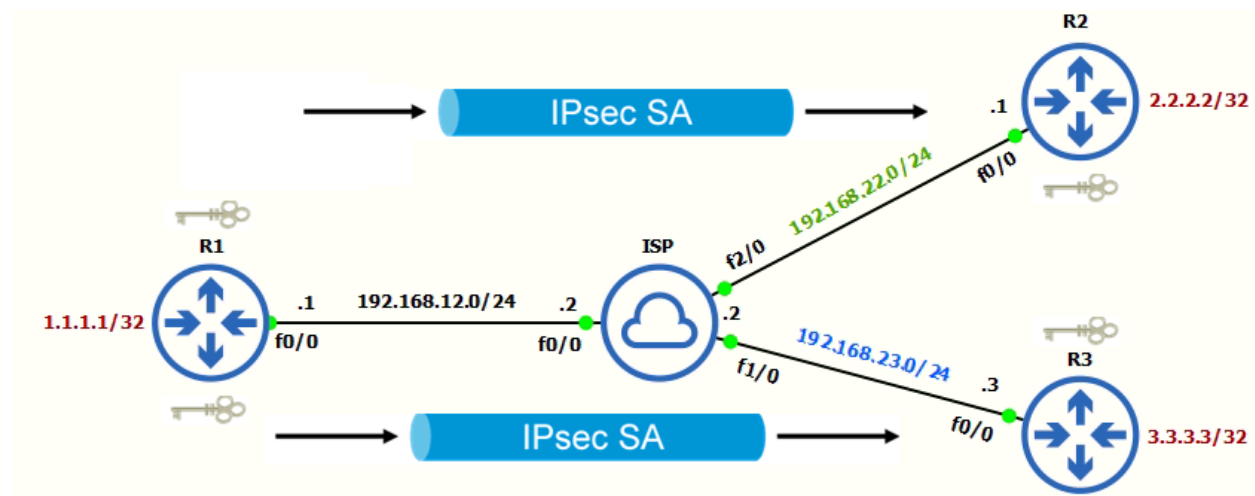 R2
IPsec SA
.1
2.2.2.2/32
f0/0
192.168.22.0/24
R1
ISP
f2/0
.1
192.168.12.0/24
.2
.2
1.1.1.1/32
f0/0
f0/0
192.168.23.0/24
f1/0
R3
.3
f0/0
IPsec SA
3.3.3.3/32